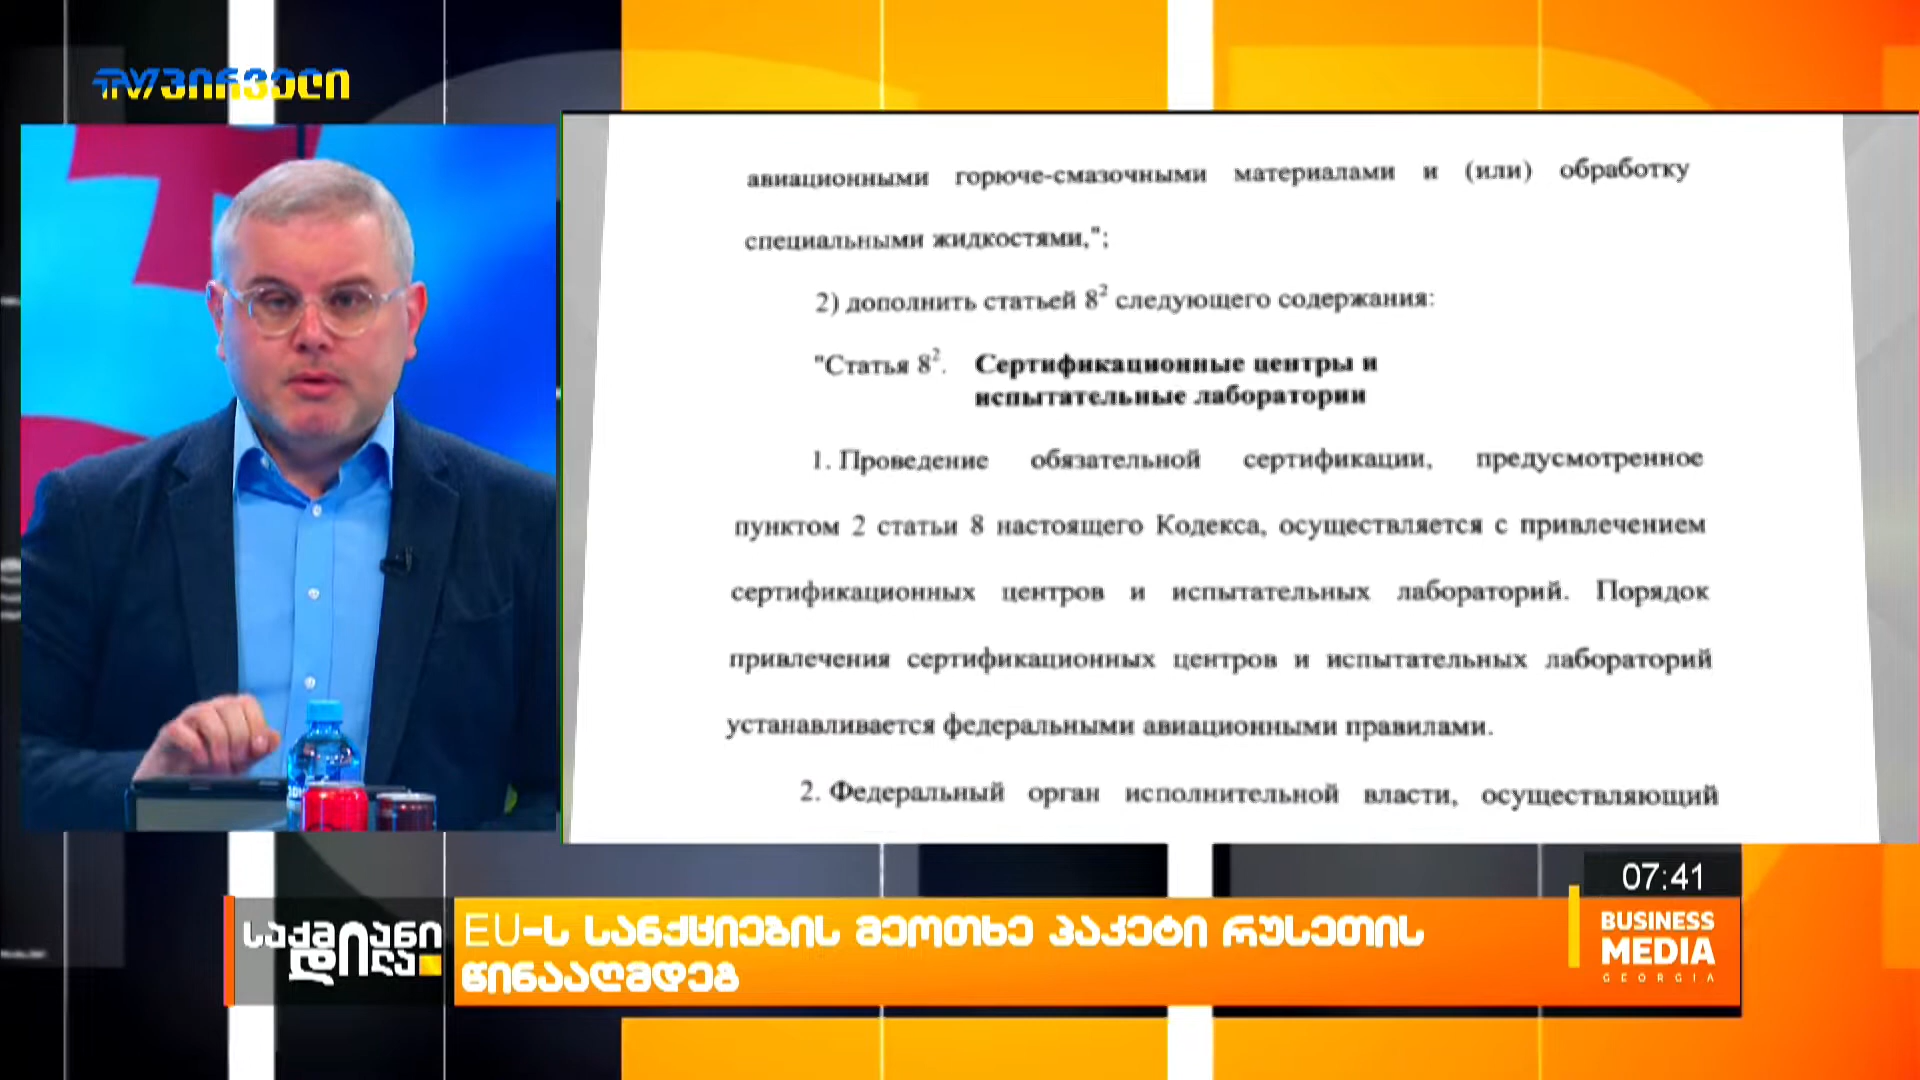 TV პირველი
авиационными горюче-смазочными материалами и (или) обработку
специальными жидкостями,";
2) дополнить статьей 8² следующего содержания:
"Статья 8². Сертификационные центры и
испытательные лаборатории
1. Проведение обязательной сертификации, предусмотренное
пунктом 2 статьи 8 настоящего Кодекса, осуществляется с привлечением
сертификационных центров и испытательных лабораторий. Порядок
привлечения сертификационных центров и испытательных лабораторий
устанавливается федеральными авиационными правилами.
2. Федеральный орган исполнительной власти, осуществляющий
07:41
საქმიანი
დილა
EU-ს სანქციების მეოთხე პაკეტი რუსეთის
წინააღმდეგ
BUSINESS
MEDIA
GEORGIA